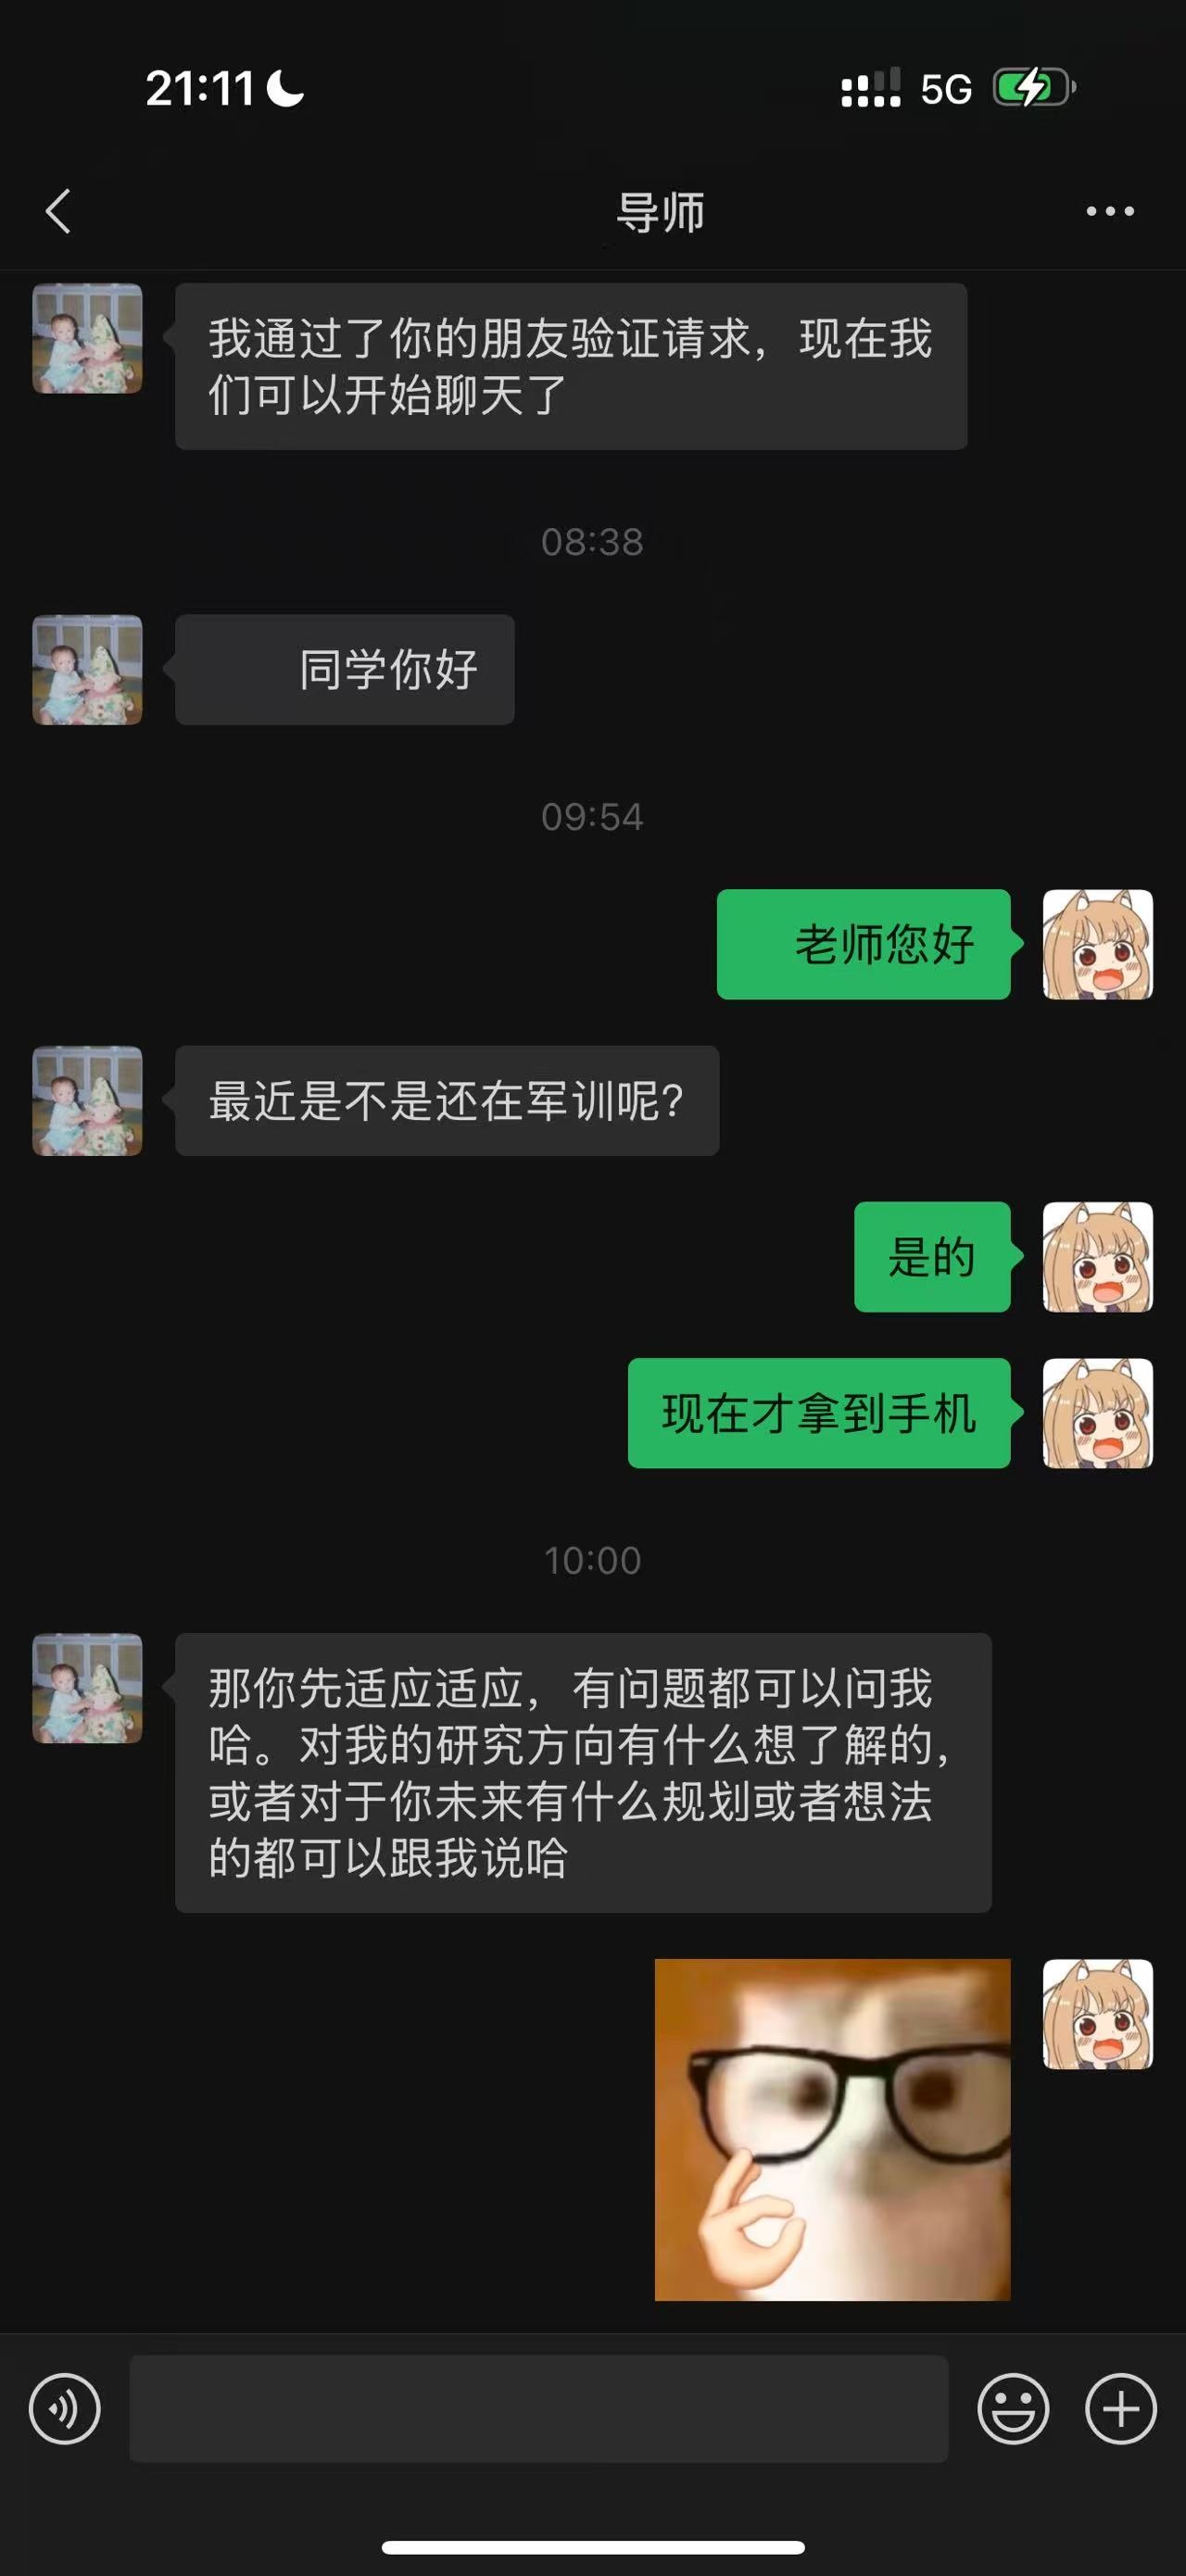 21:11
5G
导师
我通过了你的朋友验证请求，现在我
们可以开始聊天了
08:38
同学你好
09:54
老师您好
最近是不是还在军训呢?
是的
现在才拿到手机
10:00
那你先适应适应，有问题都可以问我
哈。对我的研究方向有什么想了解的，
或者对于你未来有什么规划或者想法
的都可以跟我说哈